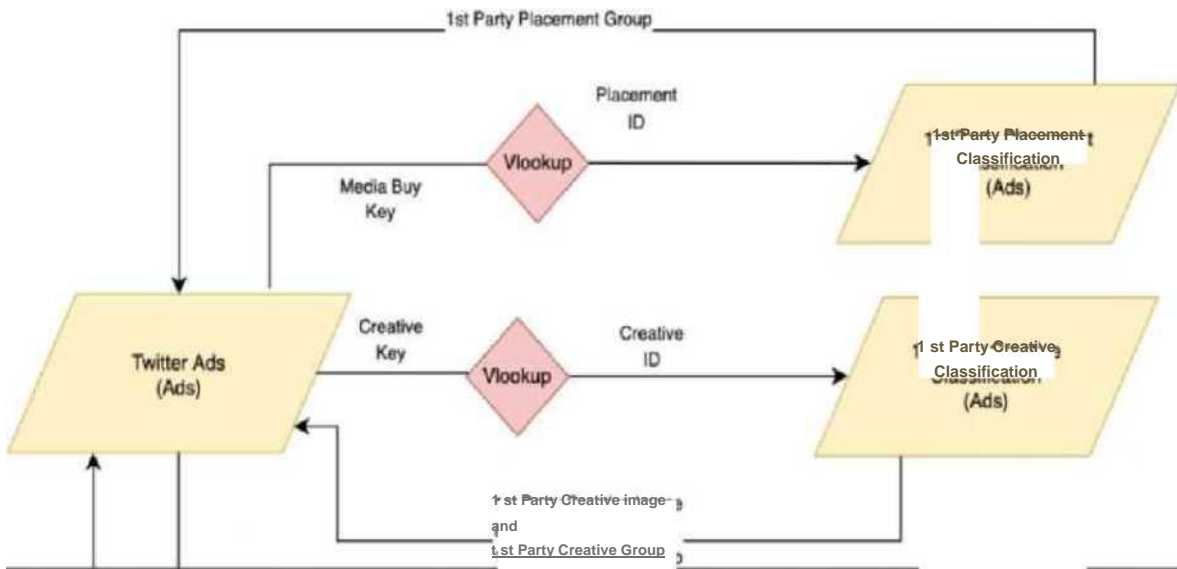 1st Party Placement Group
Placement
ID
Vlookup
1st Party Placement
Classification
(Ads)
Media Buy
Key
Creative
Key
Creative
ID
Twitter Ads
(Ads)
Vlookup
1 st Party Creative
Classification
(Ads)
1 st Party Creative image
and
t.st Party Creative Group